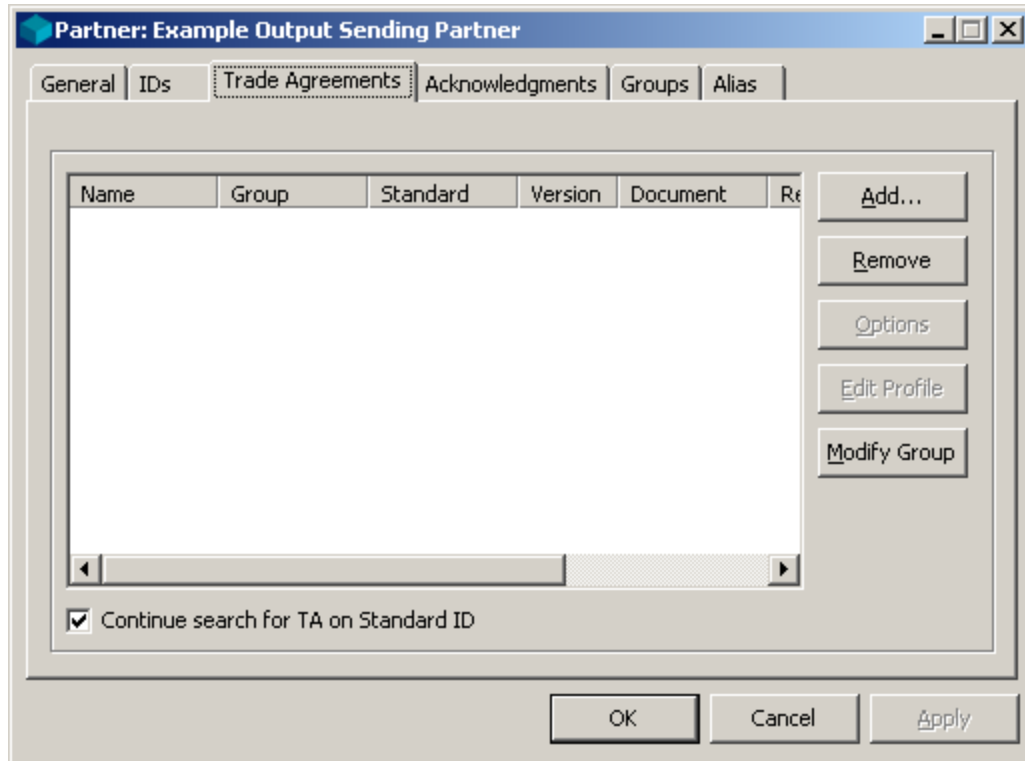 Partner: Example Output Sending Partner
General IDs Trade Agreements Acknowledgments Groups Alias
Name Group Standard Version Document Re
Add...
Remove
Options
Edit Profile
Modify Group
Continue search for TA on Standard ID
OK Cancel Apply